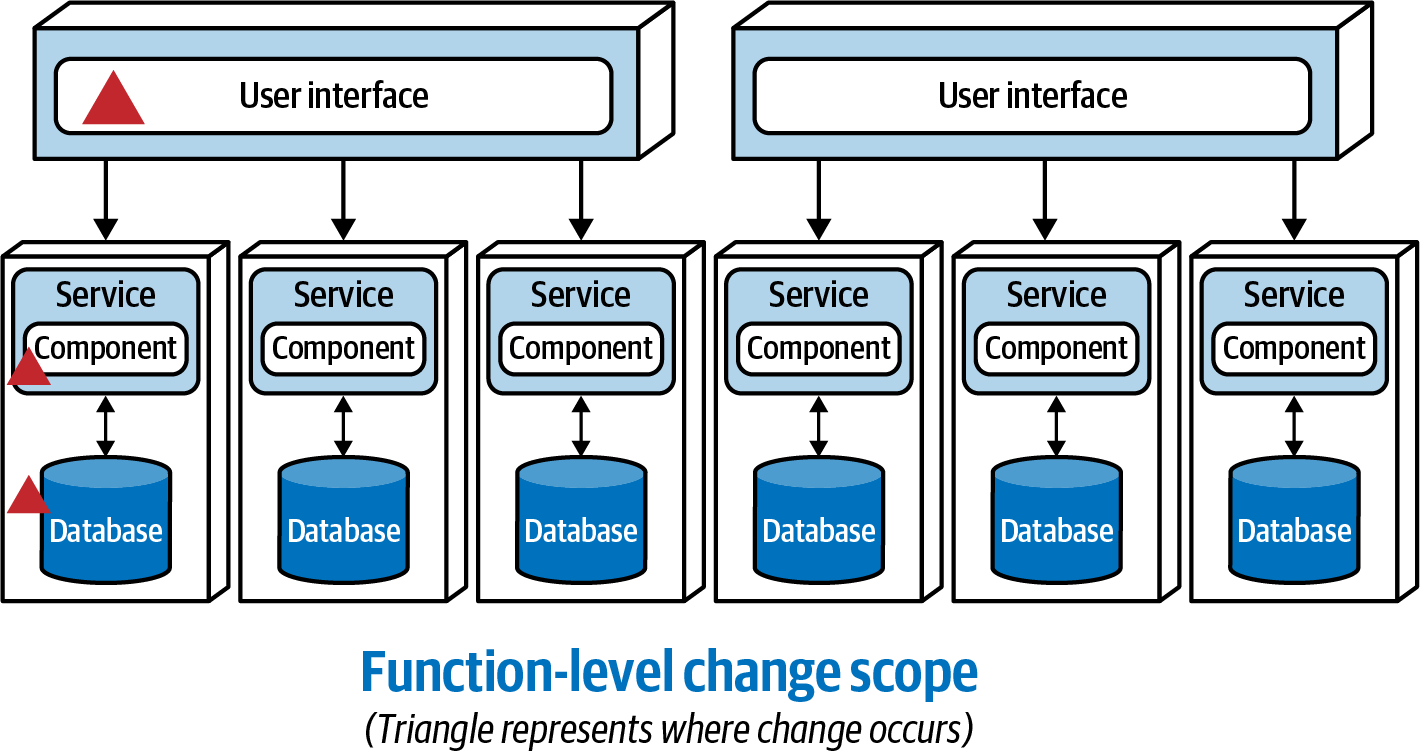 User interface
User interface
Service
Component
Database
Service
Component
Database
Service
Component
Database
Service
Component
Database
Service
Component
Database
Service
Component
Database
Function-level change scope
(Triangle represents where change occurs)